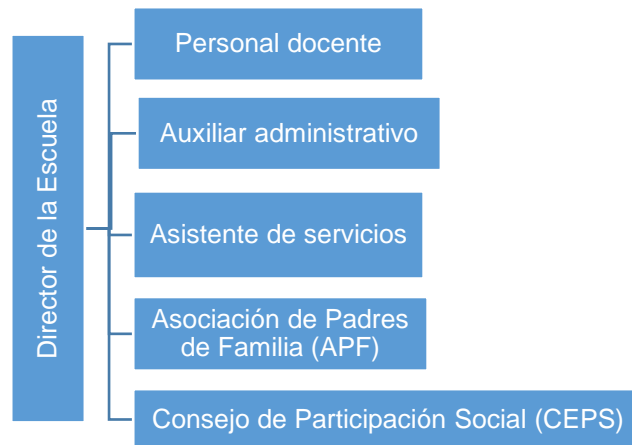 Director de la Escuela
Personal docente
Auxiliar administrativo
Asistente de servicios
Asociación de Padres
de Familia (APF)
Consejo de Participación Social (CEPS)